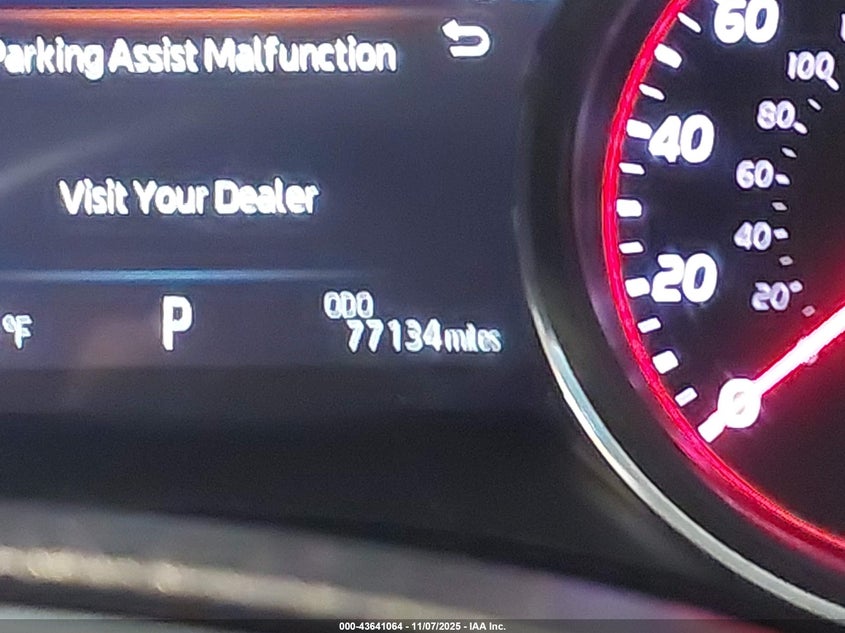 Parking Assist Malfunction
Visit Your Dealer
°F
P
ODO
77134 miles
60
40
20
0
100
80
60
40
20
000-43641064 - 11/07/2025 - IAA Inc.